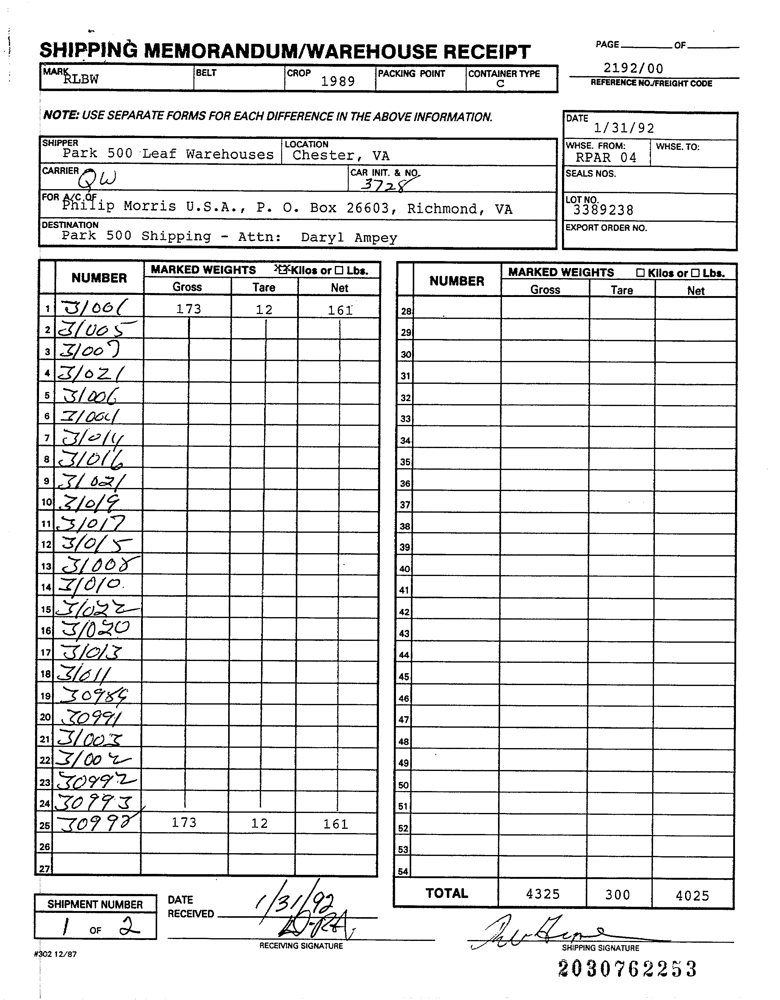 SHIPPING MEMORANDUM/WAREHOUSE RECEIPT
PAGE OF
MARK RLBW BELT CROP 1989 PACKING POINT CONTAINER TYPE C
2192/00
REFERENCE NO./FREIGHT CODE
NOTE: USE SEPARATE FORMS FOR EACH DIFFERENCE IN THE ABOVE INFORMATION.
DATE 1/31/92
SHIPPER Park 500 Leaf Warehouses LOCATION Chester, VA
WHSE. FROM: RPAR 04 WHSE. TO:
CARRIER QW CAR INIT. & NO. 3728
SEALS NOS.
FOR A/C OF Philip Morris U.S.A., P. O. Box 26603, Richmond, VA
LOT NO. 3389238
DESTINATION Park 500 Shipping - Attn: Daryl Ampey
EXPORT ORDER NO.
NUMBER MARKED WEIGHTS Kilos or Lbs.
Gross Tare Net
1 173 12 161
2 31005
3 31007
4 31021
5 31006
6
7 31014
8 31016
9 31021
10 31019
11 31017
12 31015
13 31008
14 31010
15 31022
16 31020
17 31013
18 31011
19
20 30991
21 31003
22 31002
23 30992
24 30993
25 173 12 161
26
27
NUMBER MARKED WEIGHTS Kilos or Lbs.
Gross Tare Net
28
29
30
31
32
33
34
35
36
37
38
39
40
41
42
43
44
45
46
47
48
49
50
51
52
53
54
TOTAL 4325 300 4025
SHIPMENT NUMBER
1 OF 2
DATE RECEIVED 1/31/92
RECEIVING SIGNATURE
SHIPPING SIGNATURE
#302 12/87
2030762253